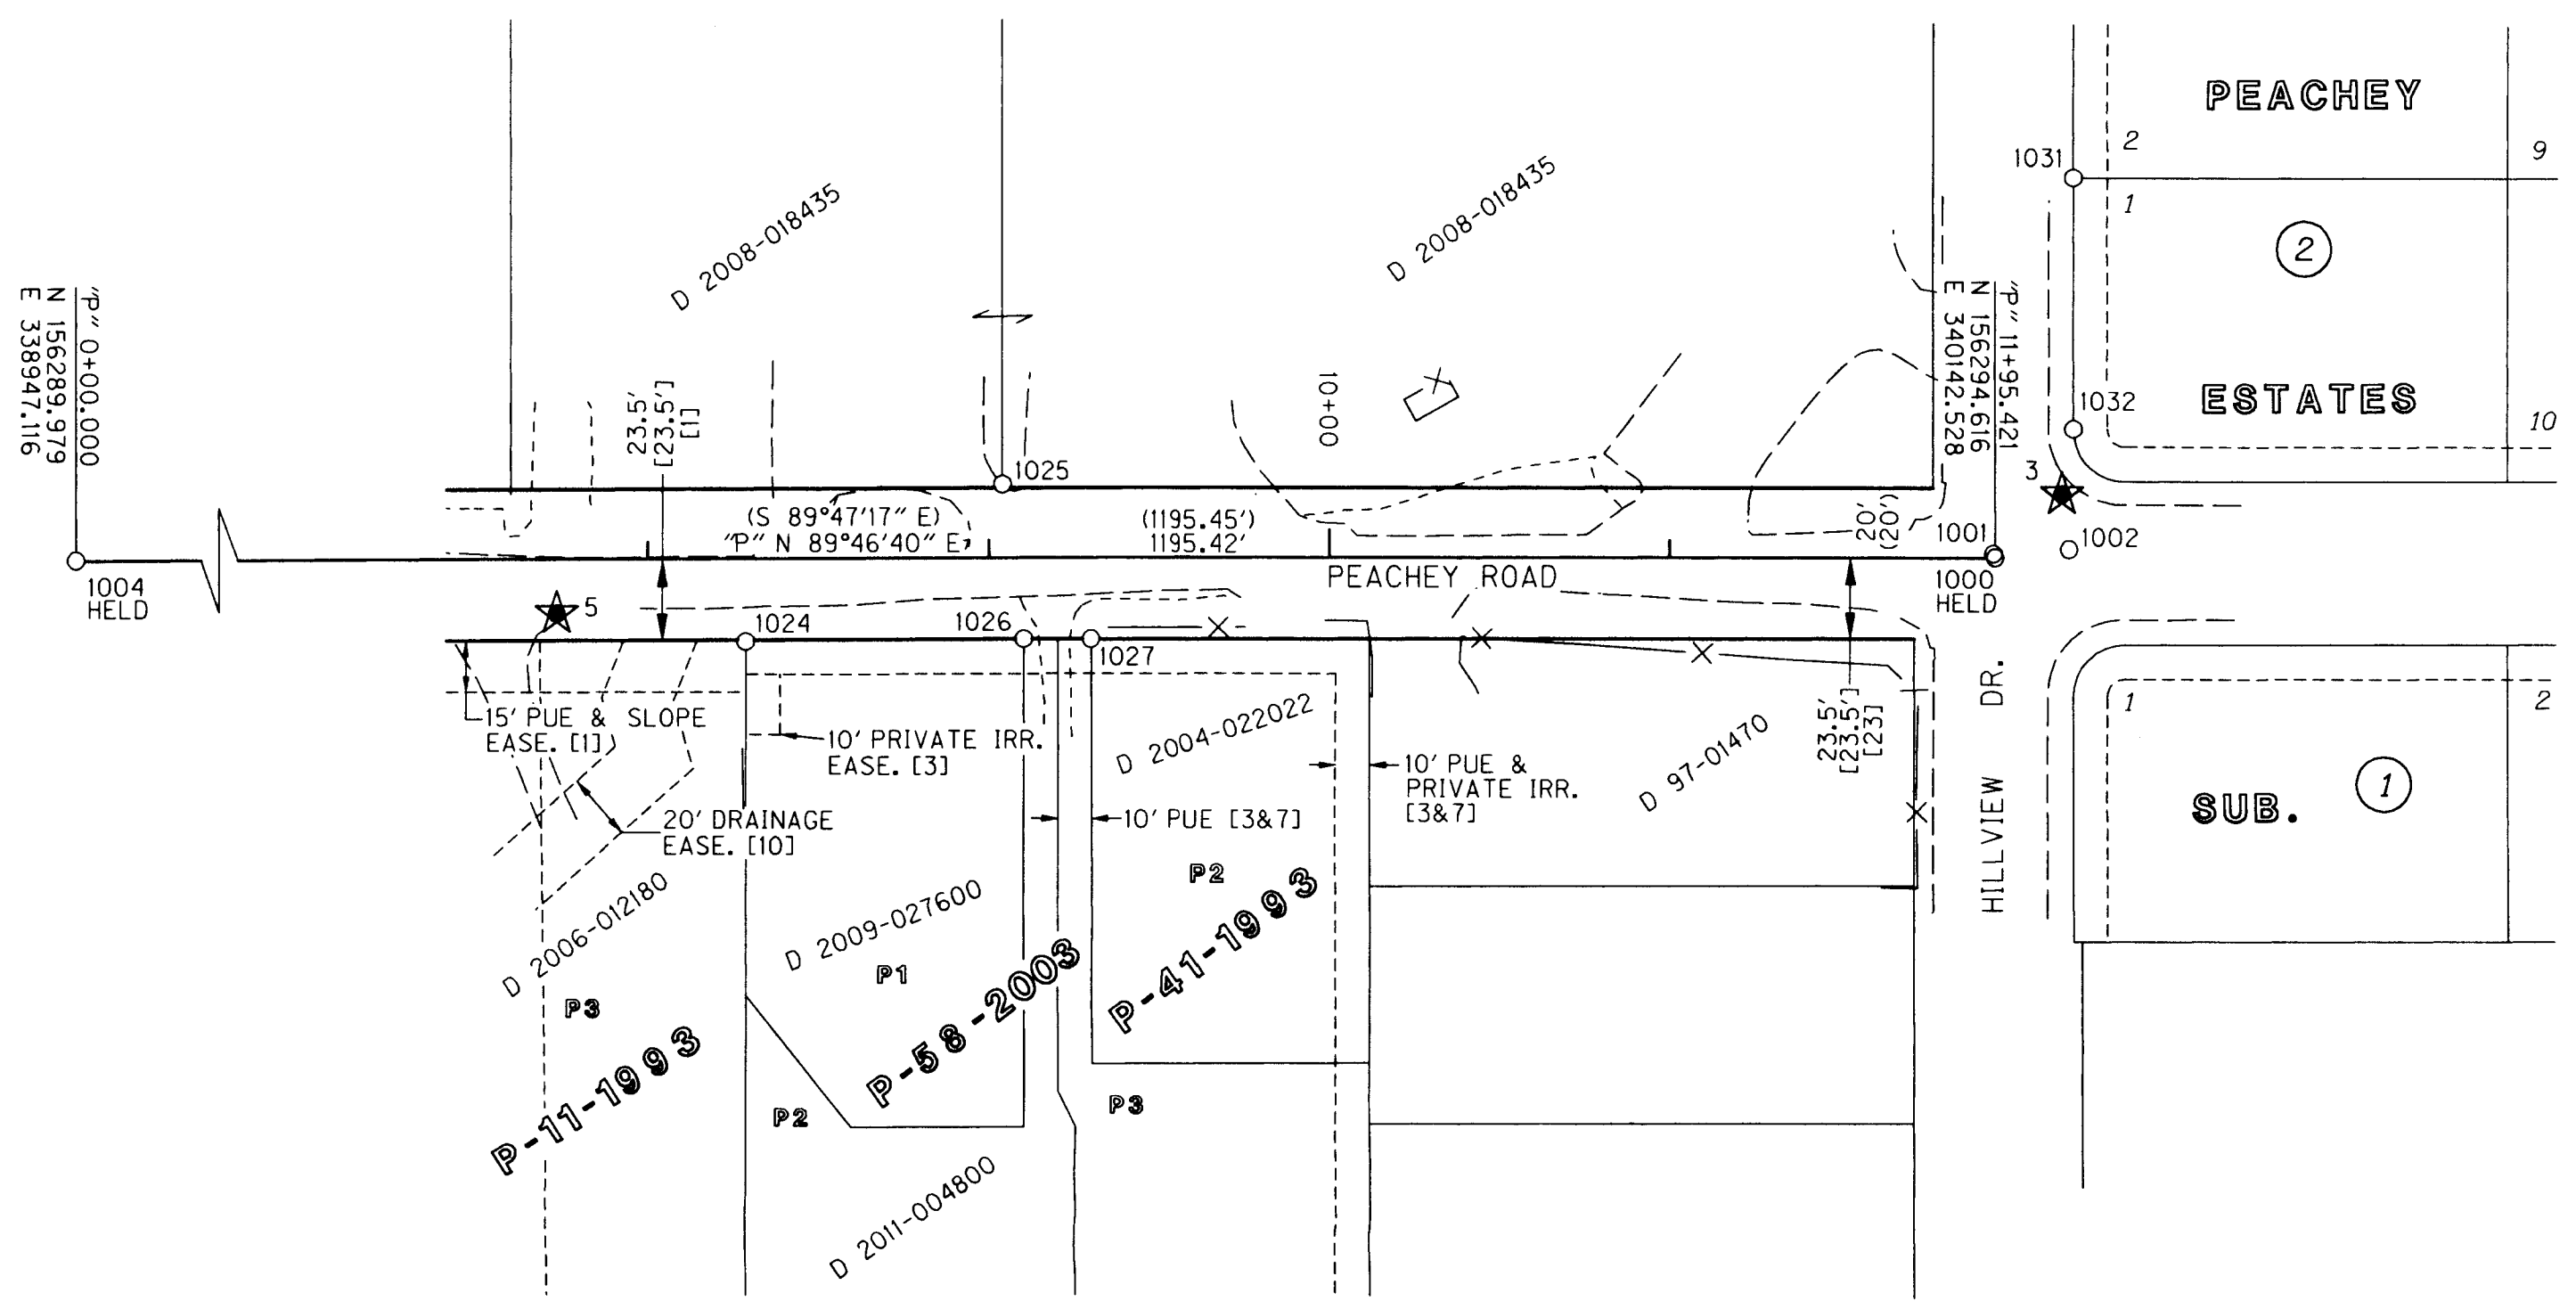 PEACHEY
2
9
1031
1
2
D 2008-018435
D 2008-018435
"P" 0+00.000
N 156289.979
E 338947.116
"P" 11+95.421
N 156294.616
E 340142.528
23.5'
[23.5']
[1]
10+00
1032
ESTATES
10
3
1025
(S 89°47'17" E)
"P" N 89°46'40" E
(1195.45')
1195.42'
20'
(20')
1001
1002
1004
HELD
PEACHEY ROAD
1000
HELD
5
1024
1026
1027
15' PUE & SLOPE
EASE. [1]
10' PRIVATE IRR.
EASE. [3]
D 2004-022022
10' PUE &
PRIVATE IRR.
[3&7]
D 97-01470
23.5'
[23.5']
[23]
HILLVIEW DR.
1
2
SUB.
1
20' DRAINAGE
EASE. [10]
10' PUE [3&7]
P2
P-41-1993
D 2006-012180
D 2009-027600
P1
P-58-2003
P3
P-11-1993
P2
P3
D 2011-004800